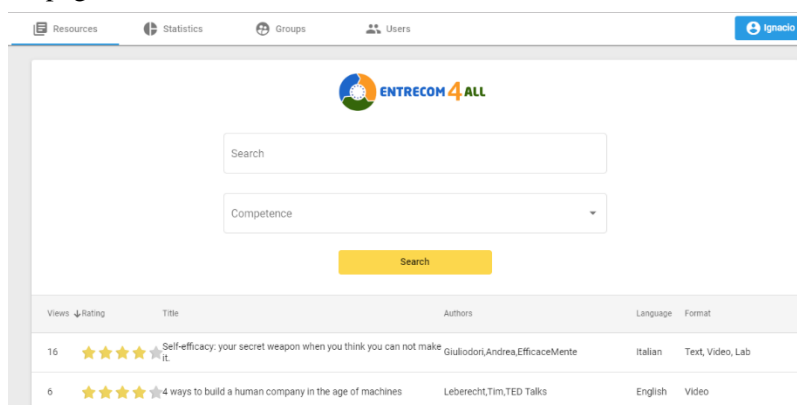 Resources Statistics Groups Users Ignacio
ENTRECOM 4 ALL
Search
Competence
Search
Views Rating Title Authors Language Format
16 Self-efficacy: your secret weapon when you think you can not make it. Giuliodori,Andrea,EfficaceMente Italian Text, Video, Lab
6 4 ways to build a human company in the age of machines Leberecht,Tim,TED Talks English Video